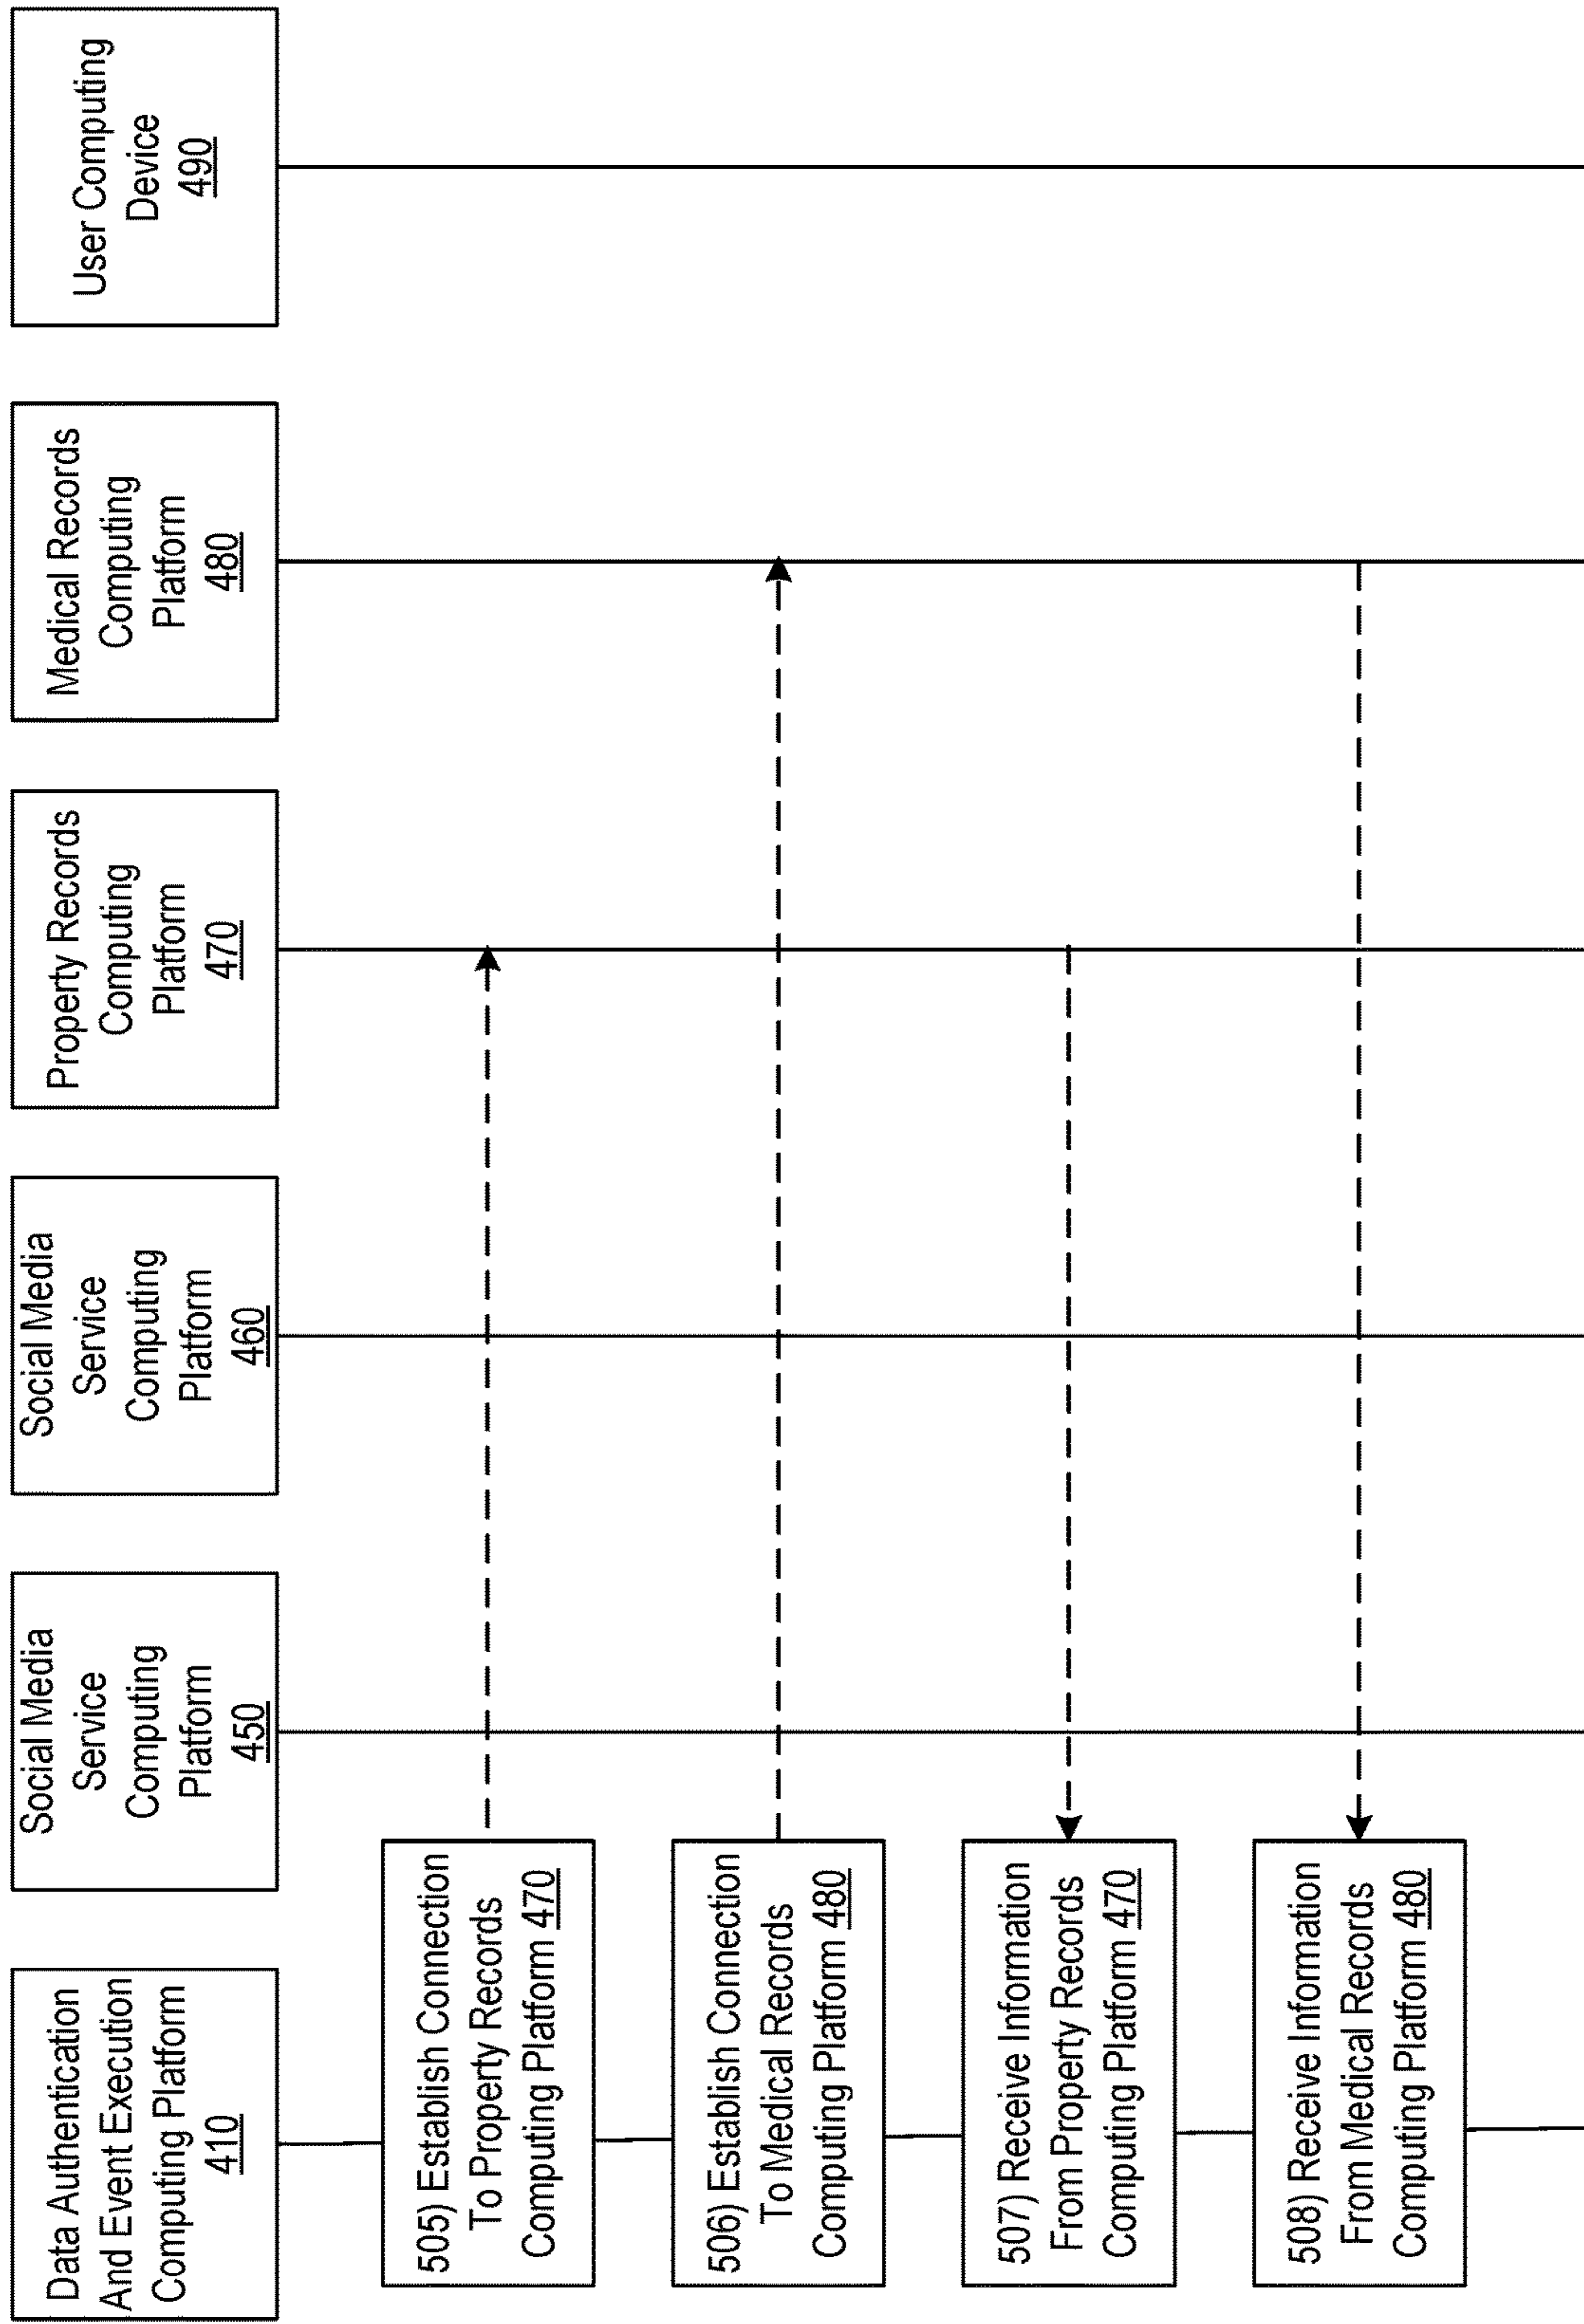 Data Authentication
And Event Execution
Computing Platform
410
Social Media
Service
Computing
Platform
450
Social Media
Service
Computing
Platform
460
Property Records
Computing
Platform
470
Medical Records
Computing
Platform
480
User Computing
Device
490
505) Establish Connection
To Property Records
Computing Platform 470
506) Establish Connection
To Medical Records
Computing Platform 480
507) Receive Information
From Property Records
Computing Platform 470
508) Receive Information
From Medical Records
Computing Platform 480